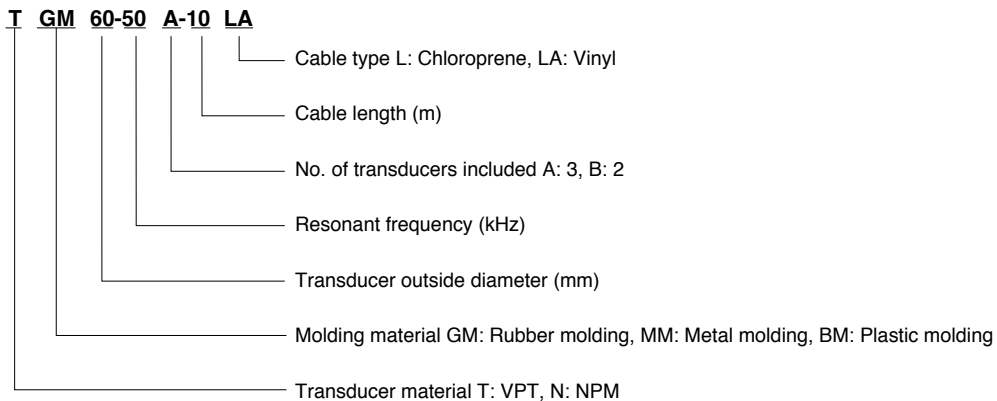 T GM 60-50 A-10 LA
Cable type L: Chloroprene, LA: Vinyl
Cable length (m)
No. of transducers included A: 3, B: 2
Resonant frequency (kHz)
Transducer outside diameter (mm)
Molding material GM: Rubber molding, MM: Metal molding, BM: Plastic molding
Transducer material T: VPT, N: NPM